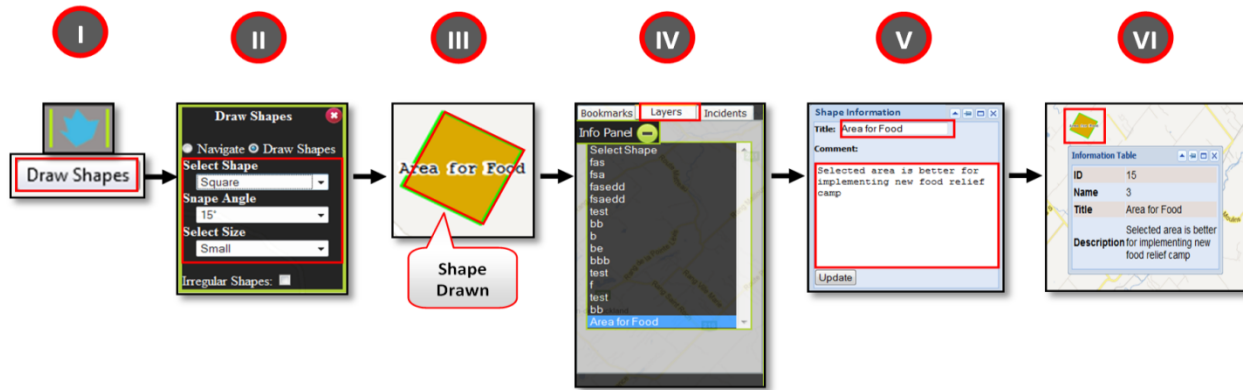 I
II
III
IV
V
VI
Draw Shapes
Draw Shapes
Navigate Draw Shapes
Select Shape
Square
Snape Angle
15°
Select Size
Small
Irregular Shapes:
Area for Food
Shape
Drawn
Bookmarks Layers Incidents
Info Panel
Select Shape
fas
fsa
fasedd
fsaedd
test
bb
b
be
bbb
test
f
test
bb
Area for Food
Shape Information
Title: Area for Food
Comment:
Selected area is better for
implementing new food relief
camp
Update
Information Table
ID 15
Name 3
Title Area for Food
Description Selected area is better
for implementing new
food relief camp